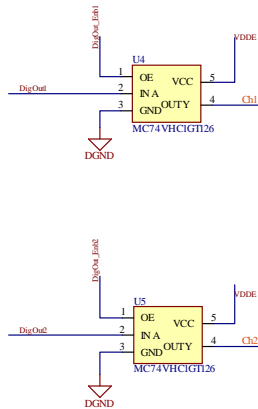 DigOut_Enb1
VDDE
U4
1 OE VCC 5
DigOut1 2 IN A
3 GND OUTY 4 Ch1
MC74VHC1GT126
DGND
DigOut_Enb2
VDDE
U5
1 OE VCC 5
DigOut2 2 IN A
3 GND OUTY 4 Ch2
MC74VHC1GT126
DGND